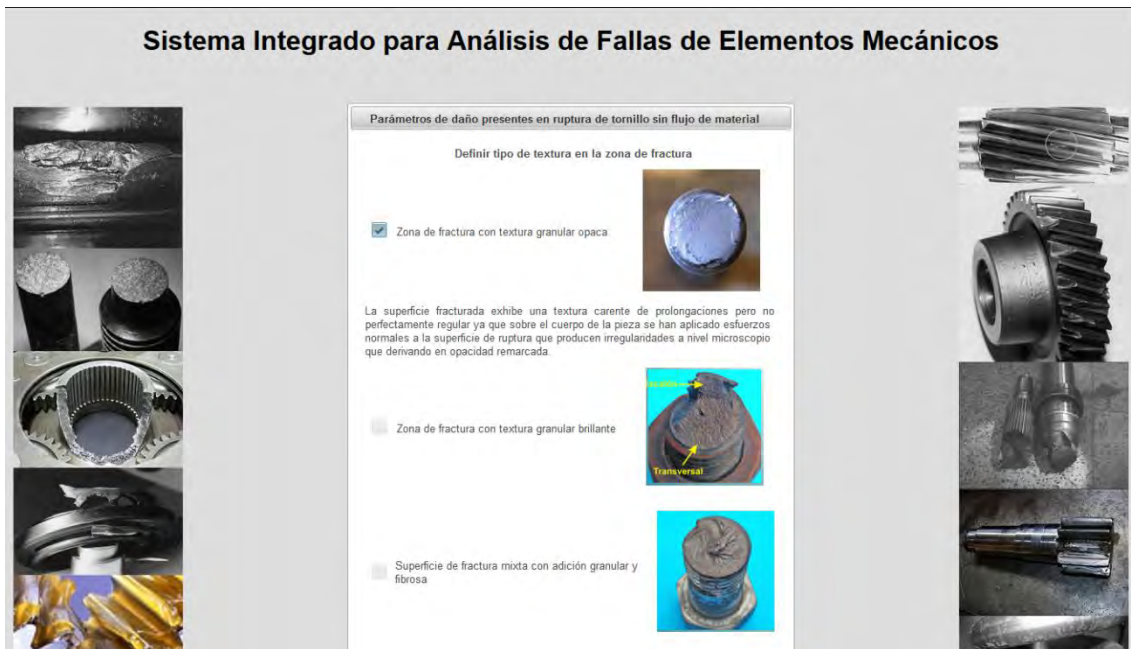 Sistema Integrado para Análisis de Fallas de Elementos Mecánicos
Parámetros de daño presentes en ruptura de tornillo sin flujo de material
Definir tipo de textura en la zona de fractura
Zona de fractura con textura granular opaca
La superficie fracturada exhibe una textura carente de prolongaciones pero no
perfectamente regular ya que sobre el cuerpo de la pieza se han aplicado esfuerzos
normales a la superficie de ruptura que producen irregularidades a nivel microscopio
que derivando en opacidad remarcada
Zona de fractura con textura granular brillante
Transversal
Superficie de fractura mixta con adición granular y
fibrosa